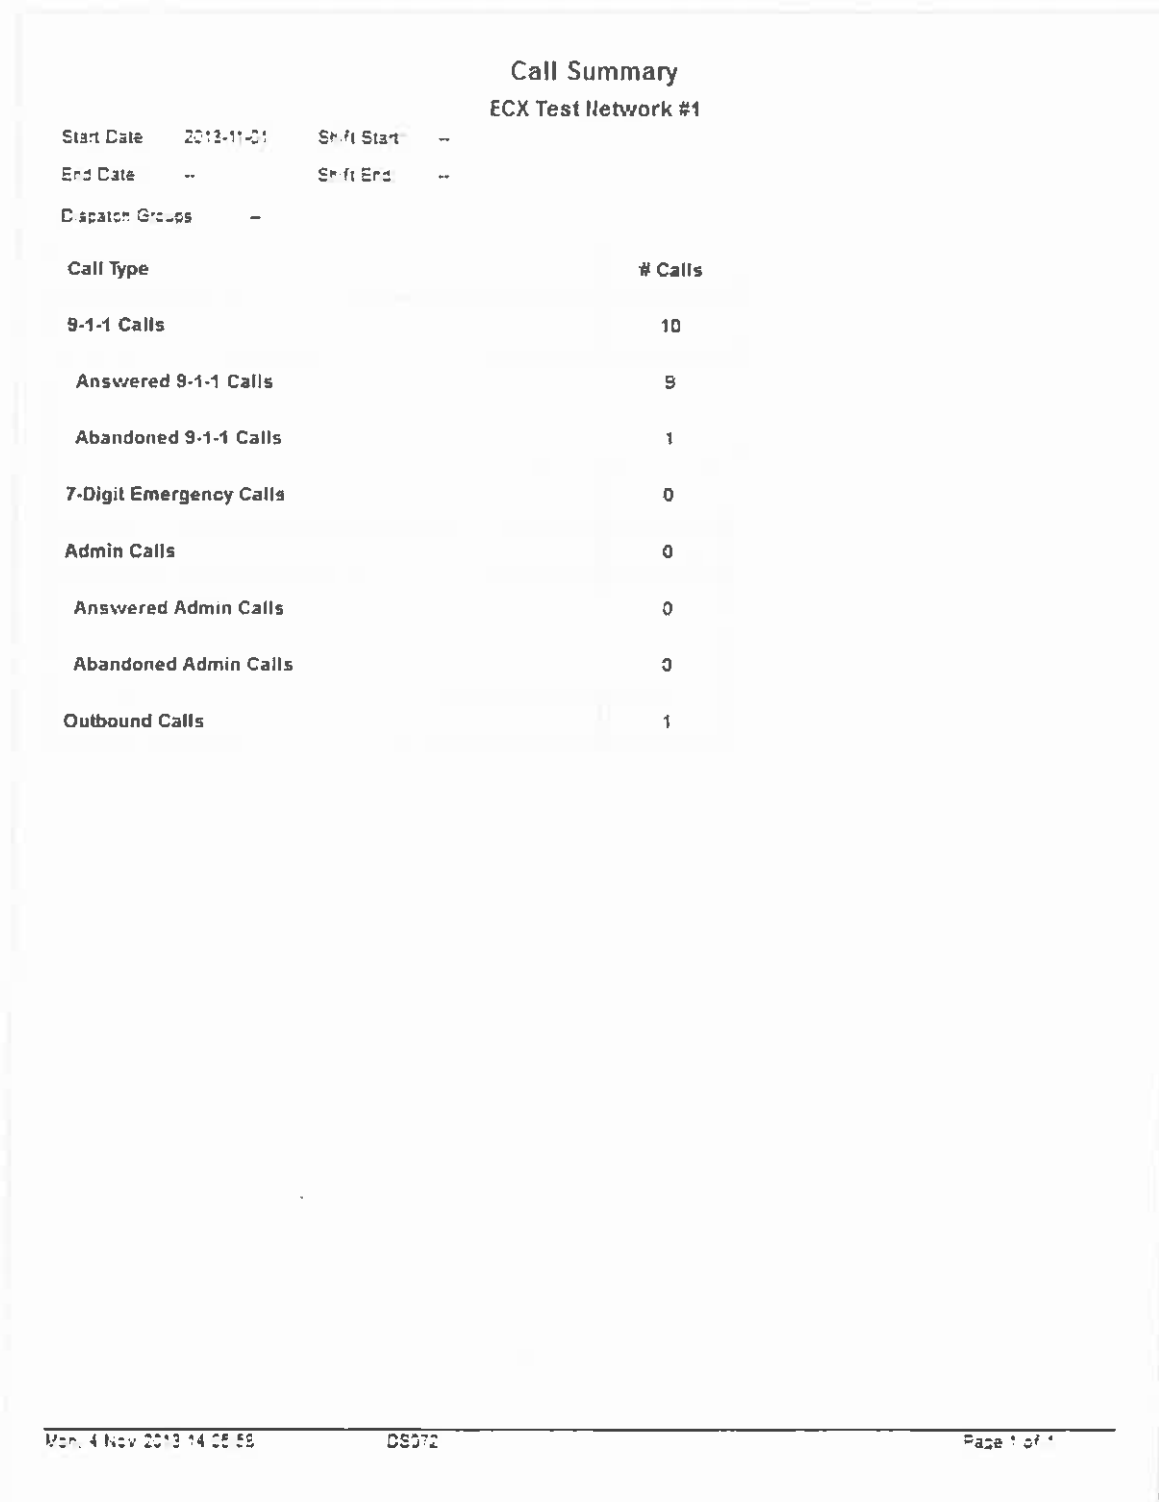 Call Summary
ECX Test Network #1
Start Date 2013-11-01 Shift Start --
End Date -- Shift End --
Dispatch Groups --
Call Type # Calls
9-1-1 Calls 10
Answered 9-1-1 Calls 9
Abandoned 9-1-1 Calls 1
7-Digit Emergency Calls 0
Admin Calls 0
Answered Admin Calls 0
Abandoned Admin Calls 0
Outbound Calls 1
Mon, 4 Nov 2013 Page 1 of 1